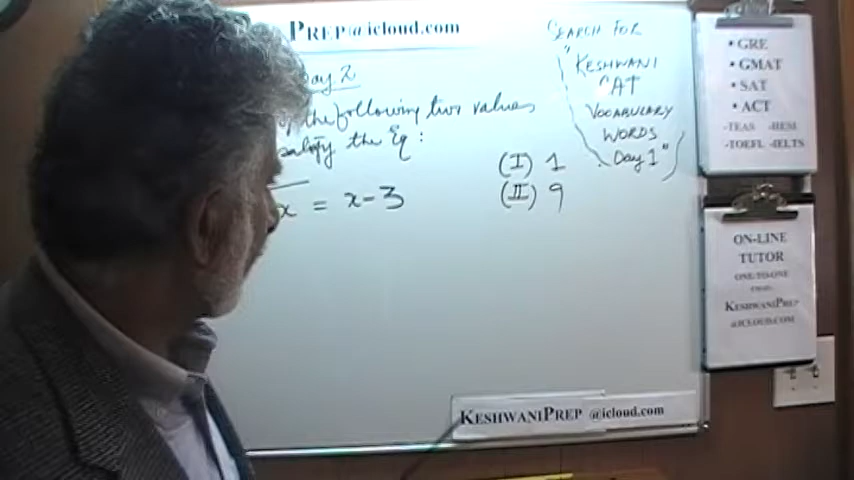 PREP@icloud.com
Day 2
the following two values
satisfy the Eq :
x = x-3
(I) 1
(II) 9
SEARCH FOR
"KESHWANI
CAT
VOCABULARY
WORDS
Day 1"
• GRE
• GMAT
• SAT
• ACT
-TEAS -HESI
-TOEFL -IELTS
ON-LINE
TUTOR
ONE-TO-ONE
KESHWANIPREP
@ICLOUD.COM
KESHWANIPREP @icloud.com